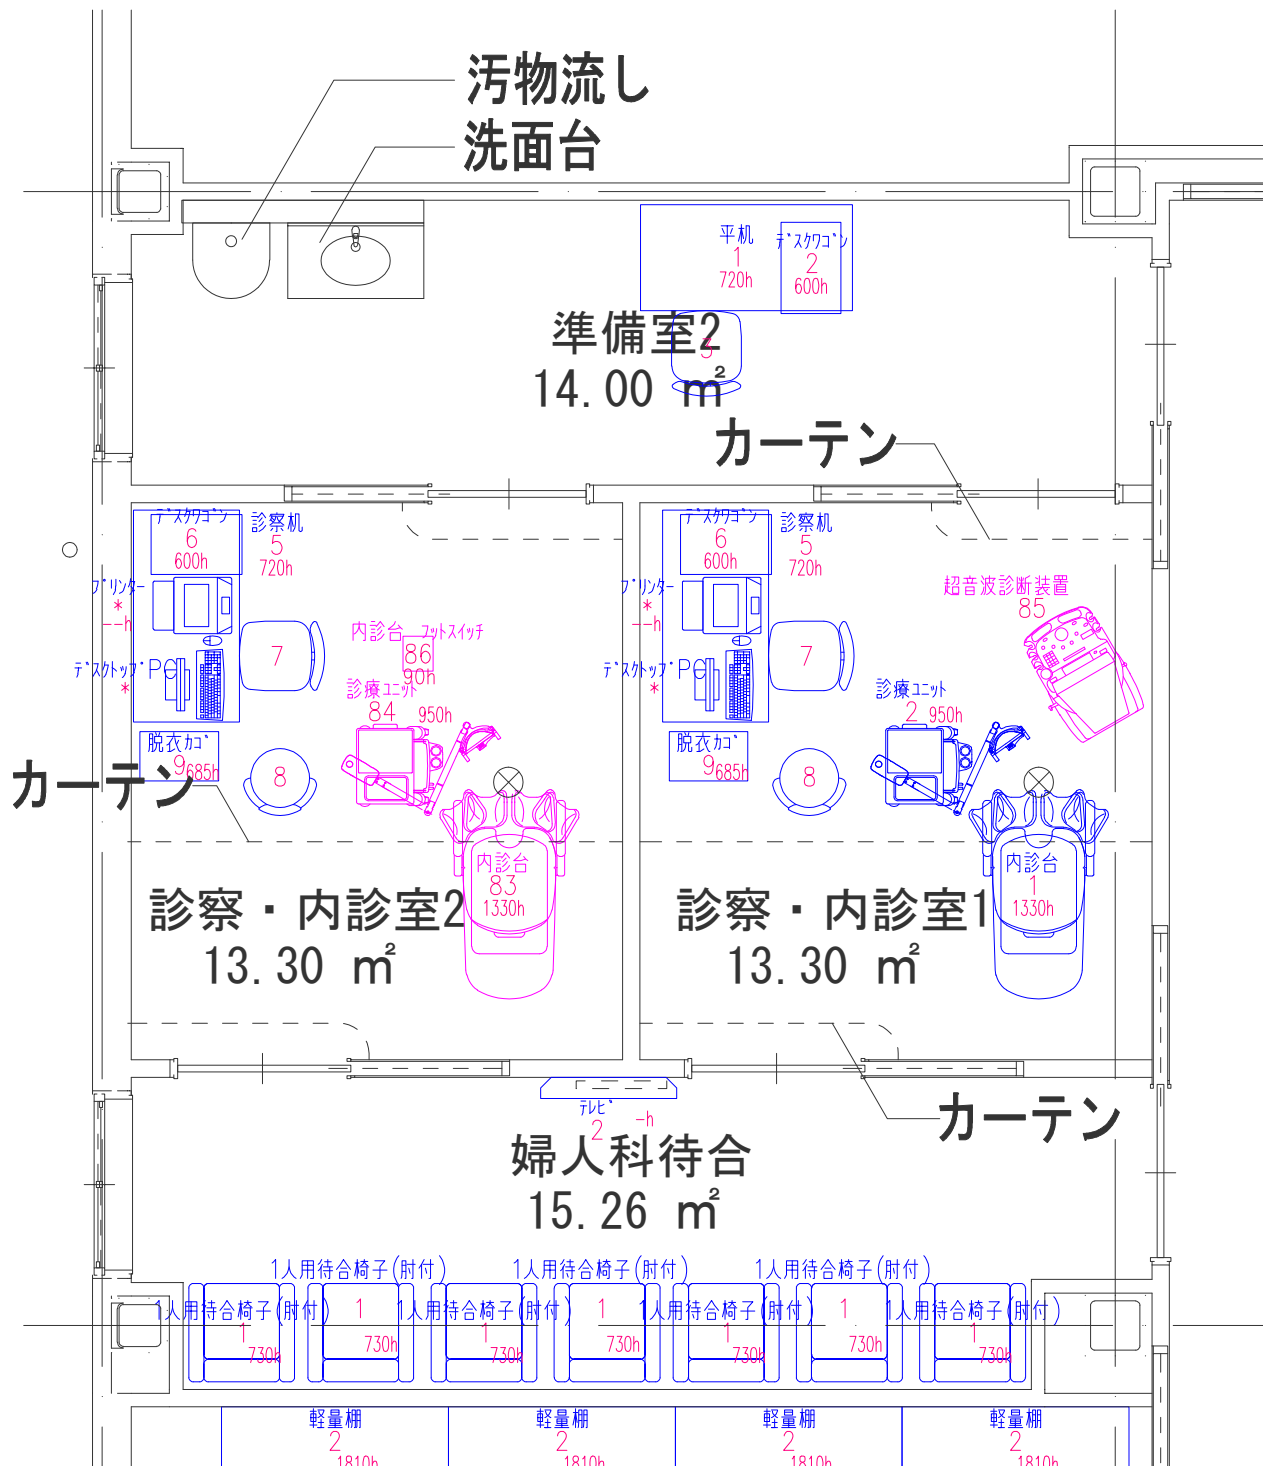 汚物流し
洗面台
平机
1
720h
デスクワゴン
2
600h
準備室2
3
14.00 ㎡
カーテン
デスクワゴン
6
600h
診察机
5
720h
プリンター
*
--h
デスクトップPC
*
7
内診台 フットスイッチ
86
90h
診療ユニット
84 950h
脱衣カゴ
9 685h
8
カーテン
内診台
83
1330h
診察・内診室2
13.30 ㎡
デスクワゴン
6
600h
診察机
5
720h
プリンター
*
--h
デスクトップPC
*
7
超音波診断装置
85
診療ユニット
2 950h
脱衣カゴ
9 685h
8
内診台
1
1330h
診察・内診室1
13.30 ㎡
カーテン
テレビ
2 -h
婦人科待合
15.26 ㎡
1人用待合椅子(肘付)
1
730h
1人用待合椅子(肘付)
1
730h
1人用待合椅子(肘付)
1
730h
1人用待合椅子(肘付)
1
730h
1人用待合椅子(肘付)
1
730h
1人用待合椅子(肘付)
1
730h
1人用待合椅子(肘付)
1
730h
軽量棚
2
1810h
軽量棚
2
1810h
軽量棚
2
1810h
軽量棚
2
1810h